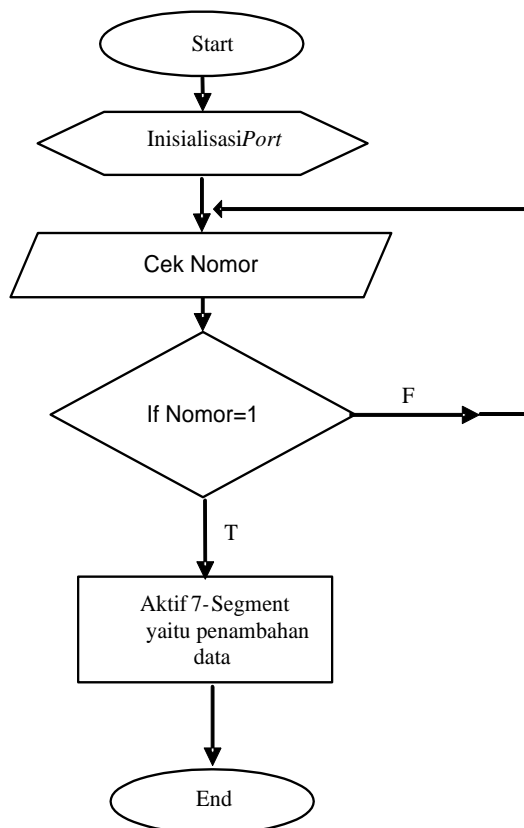 Start
InisialisasiPort
Cek Nomor
If Nomor=1
F
T
Aktif 7-Segment
yaitu penambahan
data
End